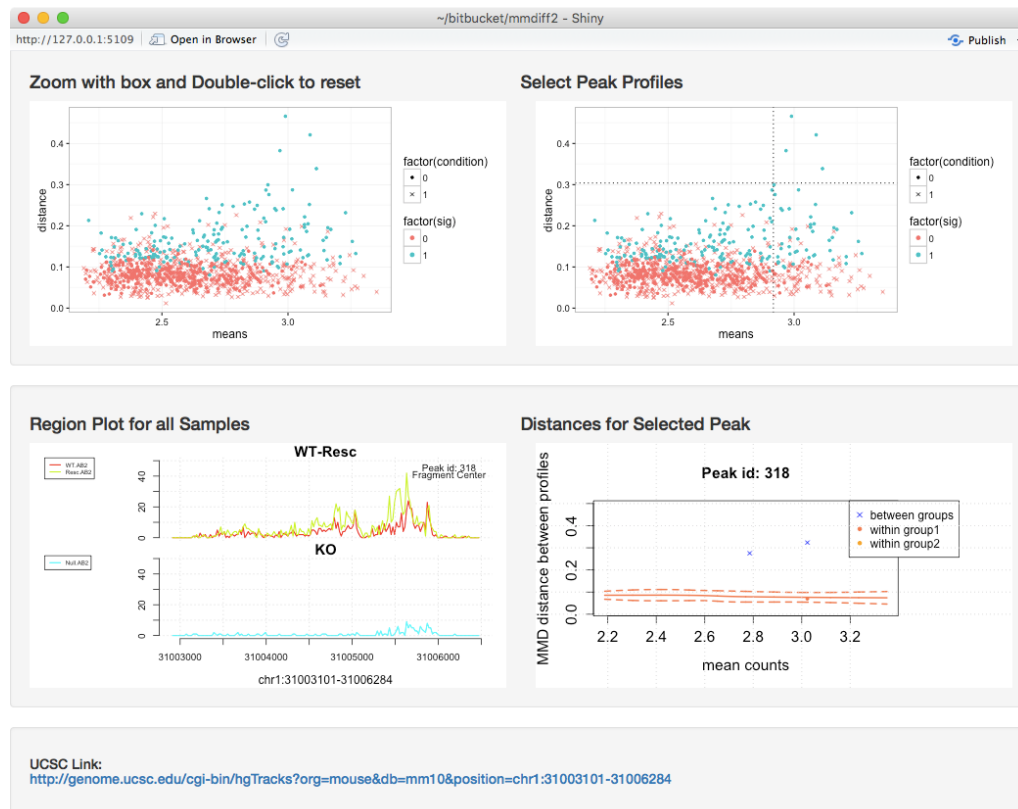 ~/bitbucket/mmdiff2 - Shiny
http://127.0.0.1:5109 Open in Browser Publish
Zoom with box and Double-click to reset
distance
0.4
0.3
0.2
0.1
0.0
2.5 3.0
means
factor(condition)
0
1
factor(sig)
0
1
Select Peak Profiles
distance
0.4
0.3
0.2
0.1
0.0
2.5 3.0
means
factor(condition)
0
1
factor(sig)
0
1
Region Plot for all Samples
WT.AB2
Resc.AB2
WT-Resc
Peak id: 318
Fragment Center
40
20
0
Null.AB2
KO
40
20
0
31003000 31004000 31005000 31006000
chr1:31003101-31006284
Distances for Selected Peak
Peak id: 318
MMD distance between profiles
0.4
0.2
0.0
between groups
within group1
within group2
2.2 2.4 2.6 2.8 3.0 3.2
mean counts
UCSC Link:
http://genome.ucsc.edu/cgi-bin/hgTracks?org=mouse&db=mm10&position=chr1:31003101-31006284